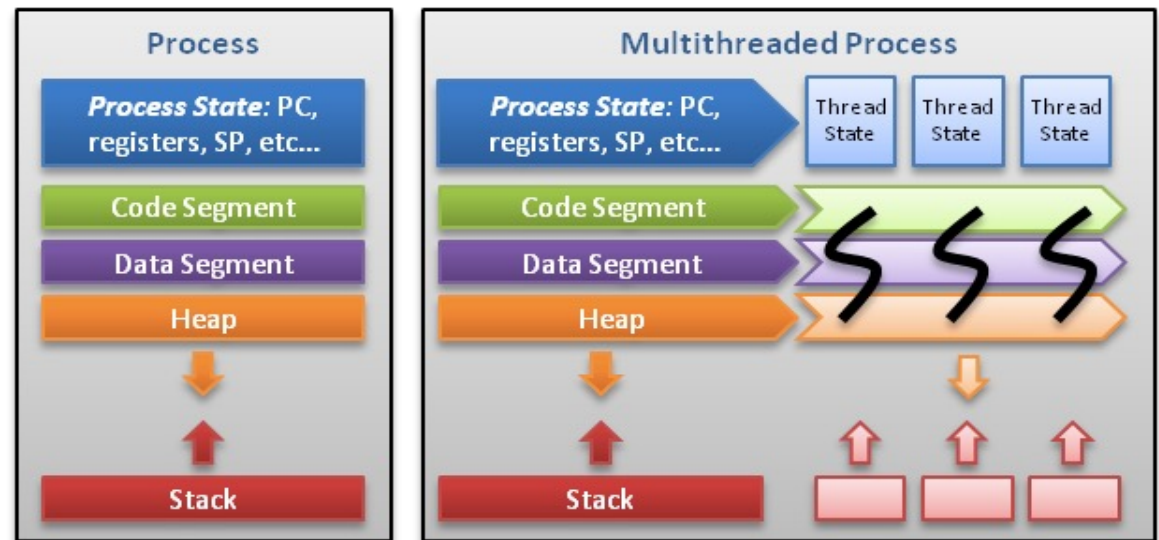 Process
Process State: PC,
registers, SP, etc...
Code Segment
Data Segment
Heap
Stack
Multithreaded Process
Process State: PC,
registers, SP, etc...
Thread
State
Thread
State
Thread
State
Code Segment
Data Segment
Heap
Stack